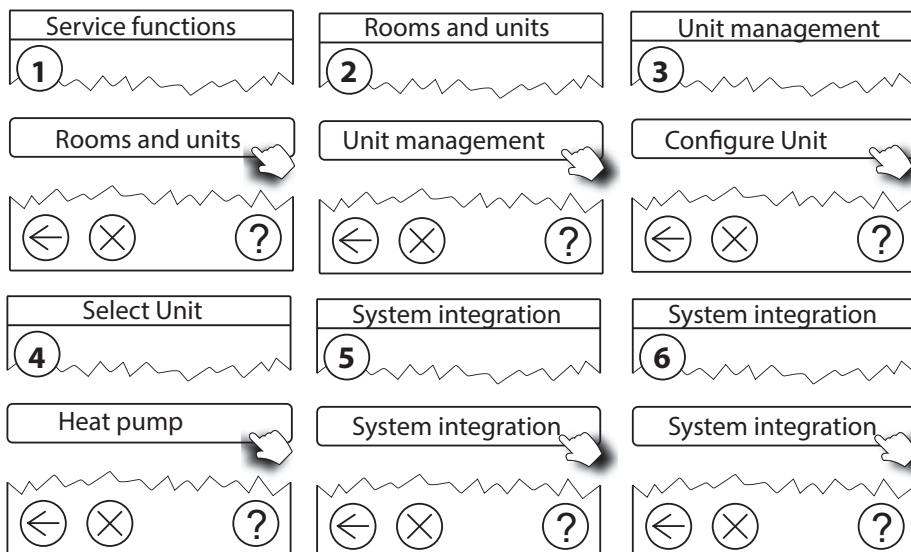 Service functions
1
Rooms and units
?
Rooms and units
2
Unit management
?
Unit management
3
Configure Unit
?
Select Unit
4
Heat pump
?
System integration
5
System integration
?
System integration
6
System integration
?